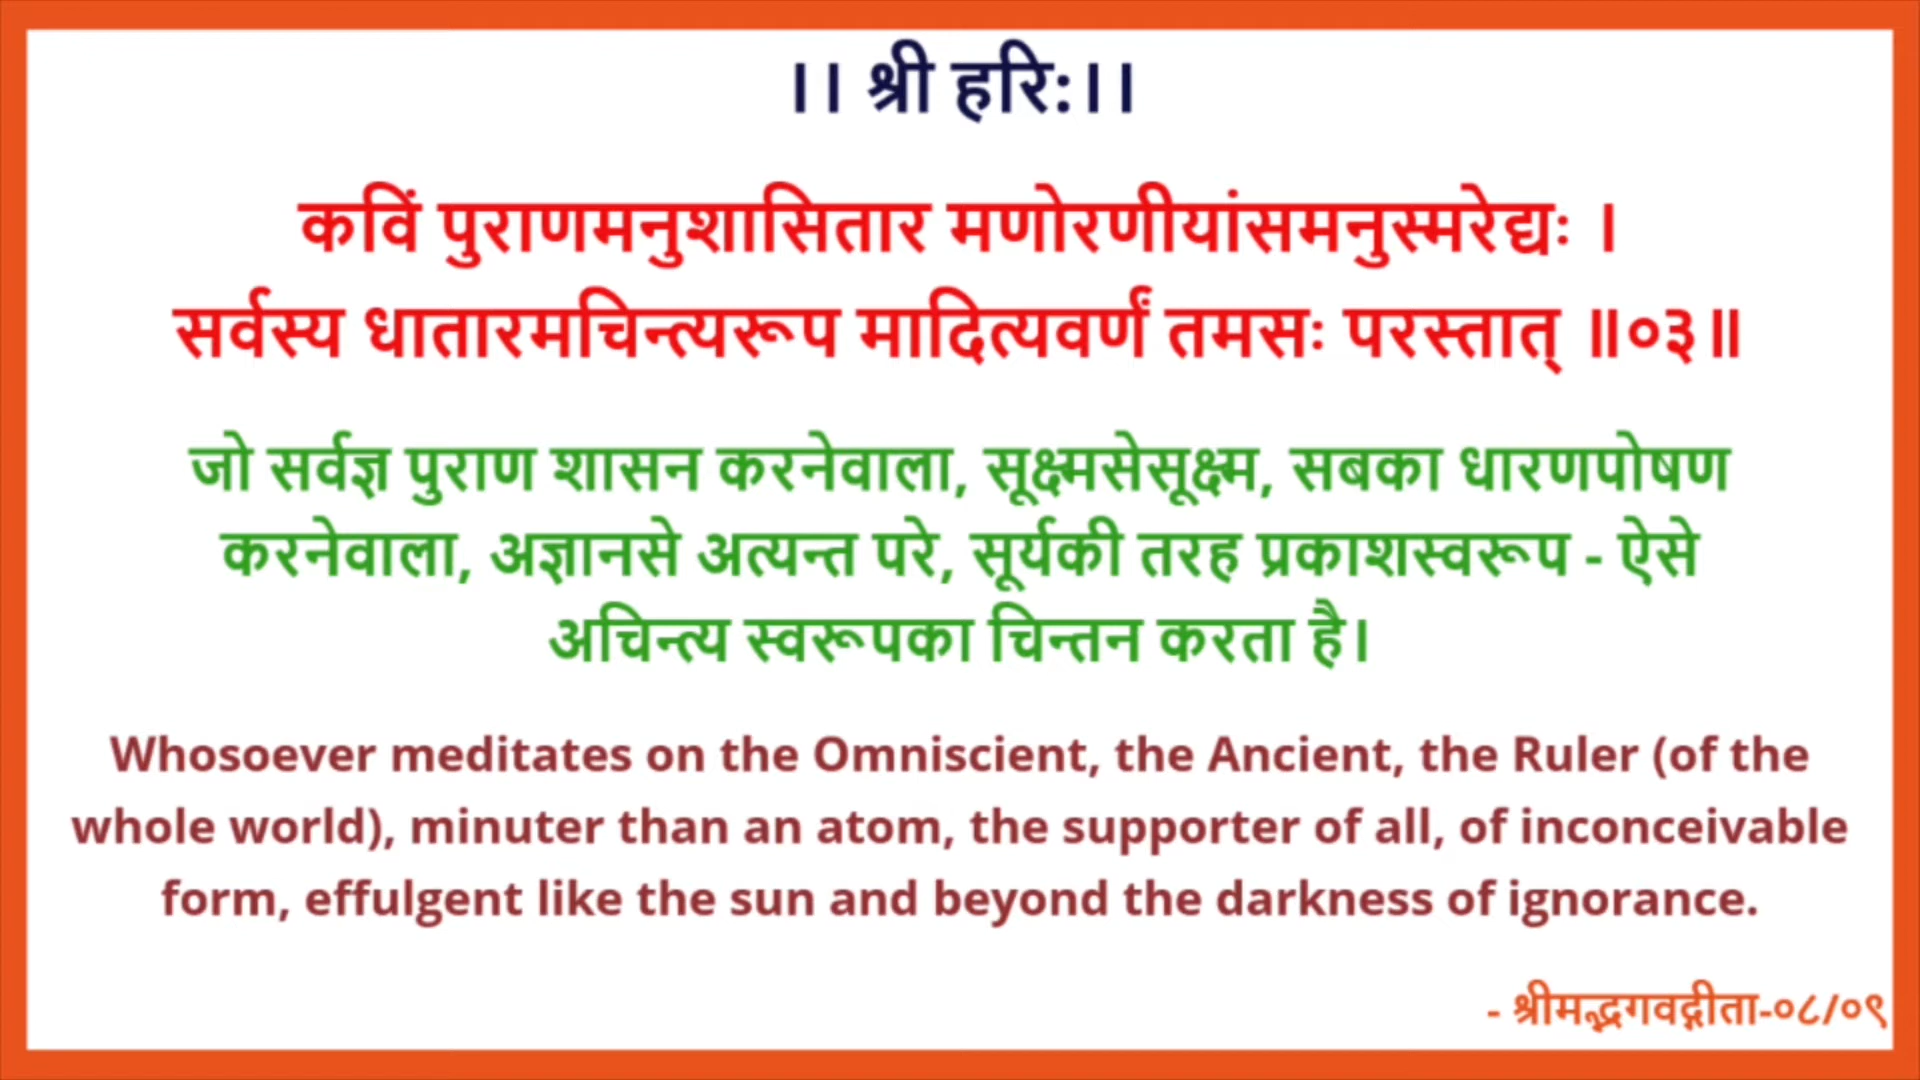 ।। श्री हरि:।।
कविं पुराणमनुशासितार मणोरणीयांसमनुस्मरेद्यः ।
सर्वस्य धातारमचिन्त्यरूप मादित्यवर्णं तमसः परस्तात् ॥०३॥
जो सर्वज्ञ पुराण शासन करनेवाला, सूक्ष्मसेसूक्ष्म, सबका धारणपोषण
करनेवाला, अज्ञानसे अत्यन्त परे, सूर्यकी तरह प्रकाशस्वरूप - ऐसे
अचिन्त्य स्वरूपका चिन्तन करता है।
Whosoever meditates on the Omniscient, the Ancient, the Ruler (of the
whole world), minuter than an atom, the supporter of all, of inconceivable
form, effulgent like the sun and beyond the darkness of ignorance.
- श्रीमद्भगवद्गीता-०८/०९